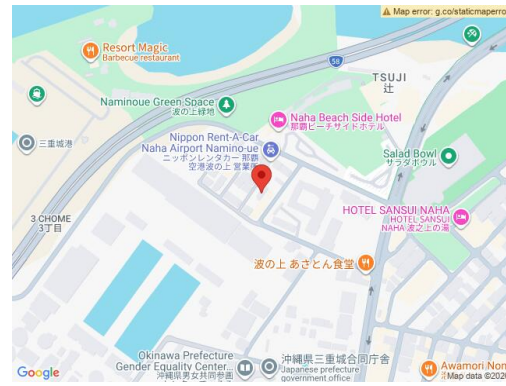 Map error: g.co/staticmaperro
Resort Magic
Barbecue restaurant
58
TSUJI
辻
Naminoue Green Space
波の上緑地
Naha Beach Side Hotel
那覇ビーチサイドホテル
三重城港
Nippon Rent-A-Car
Naha Airport Namino-ue
ニッポンレンタカー 那覇
空港波の上 営業所
Salad Bowl
サラダボウル
3 CHOME
3丁目
HOTEL SANSUI NAHA
HOTEL SANSUI
NAHA 波之上の湯
波の上 あさとん食堂
Okinawa Prefecture
Gender Equality Center...
沖縄県男女共同参画
沖縄県三重城合同庁舎
Japanese prefecture
government office
Awamori Non
Google
Map data ©202